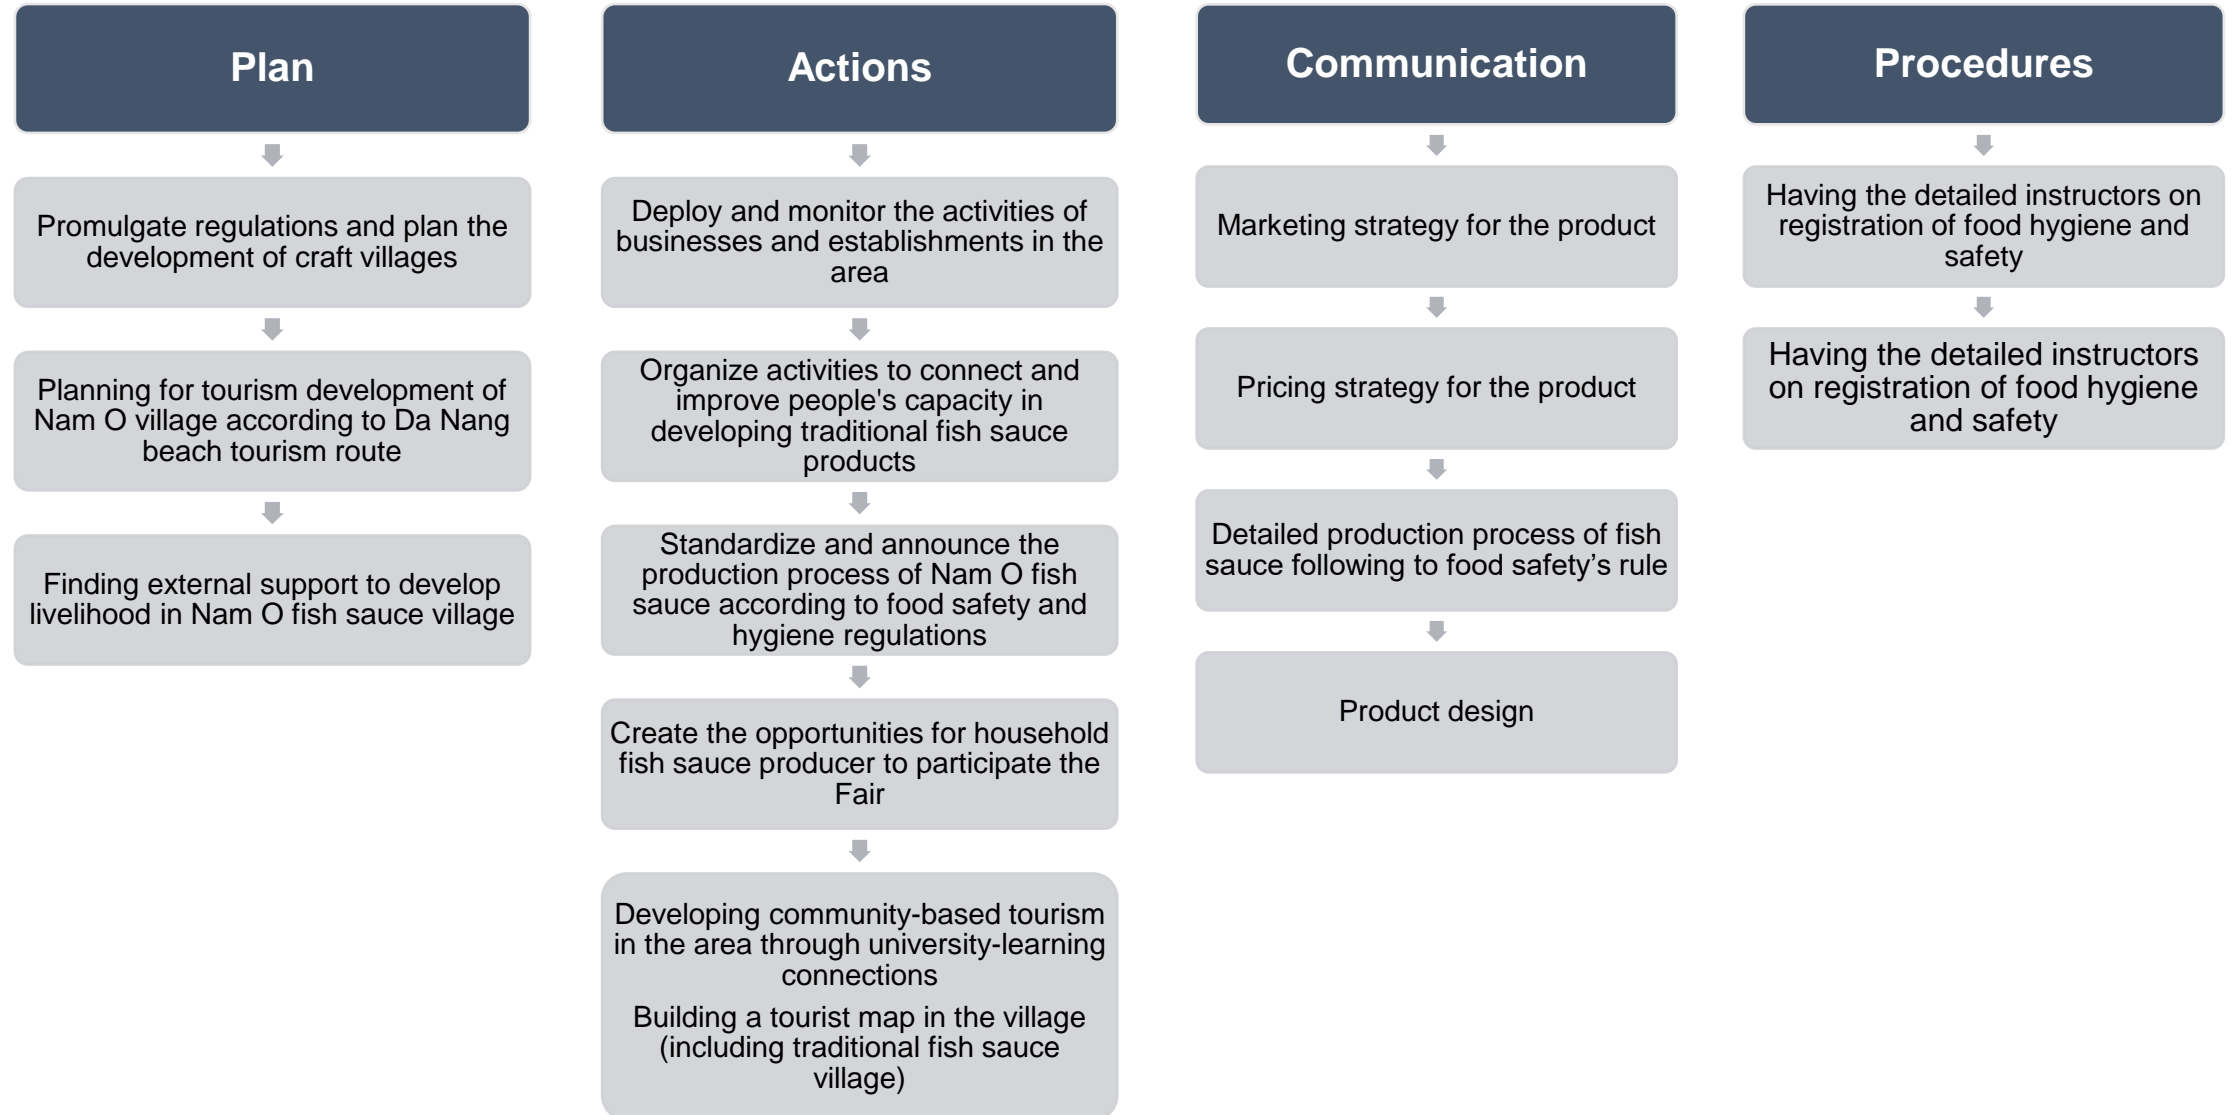 Plan
Promulgate regulations and plan the
development of craft villages
Planning for tourism development of
Nam O village according to Da Nang
beach tourism route
Finding external support to develop
livelihood in Nam O fish sauce village
Actions
Deploy and monitor the activities of
businesses and establishments in the
area
Organize activities to connect and
improve people's capacity in
developing traditional fish sauce
products
Standardize and announce the
production process of Nam O fish
sauce according to food safety and
hygiene regulations
Create the opportunities for household
fish sauce producer to participate the
Fair
Developing community-based tourism
in the area through university-learning
connections
Building a tourist map in the village
(including traditional fish sauce
village)
Communication
Marketing strategy for the product
Pricing strategy for the product
Detailed production process of fish
sauce following to food safety’s rule
Product design
Procedures
Having the detailed instructors on
registration of food hygiene and
safety
Having the detailed instructors
on registration of food hygiene
and safety